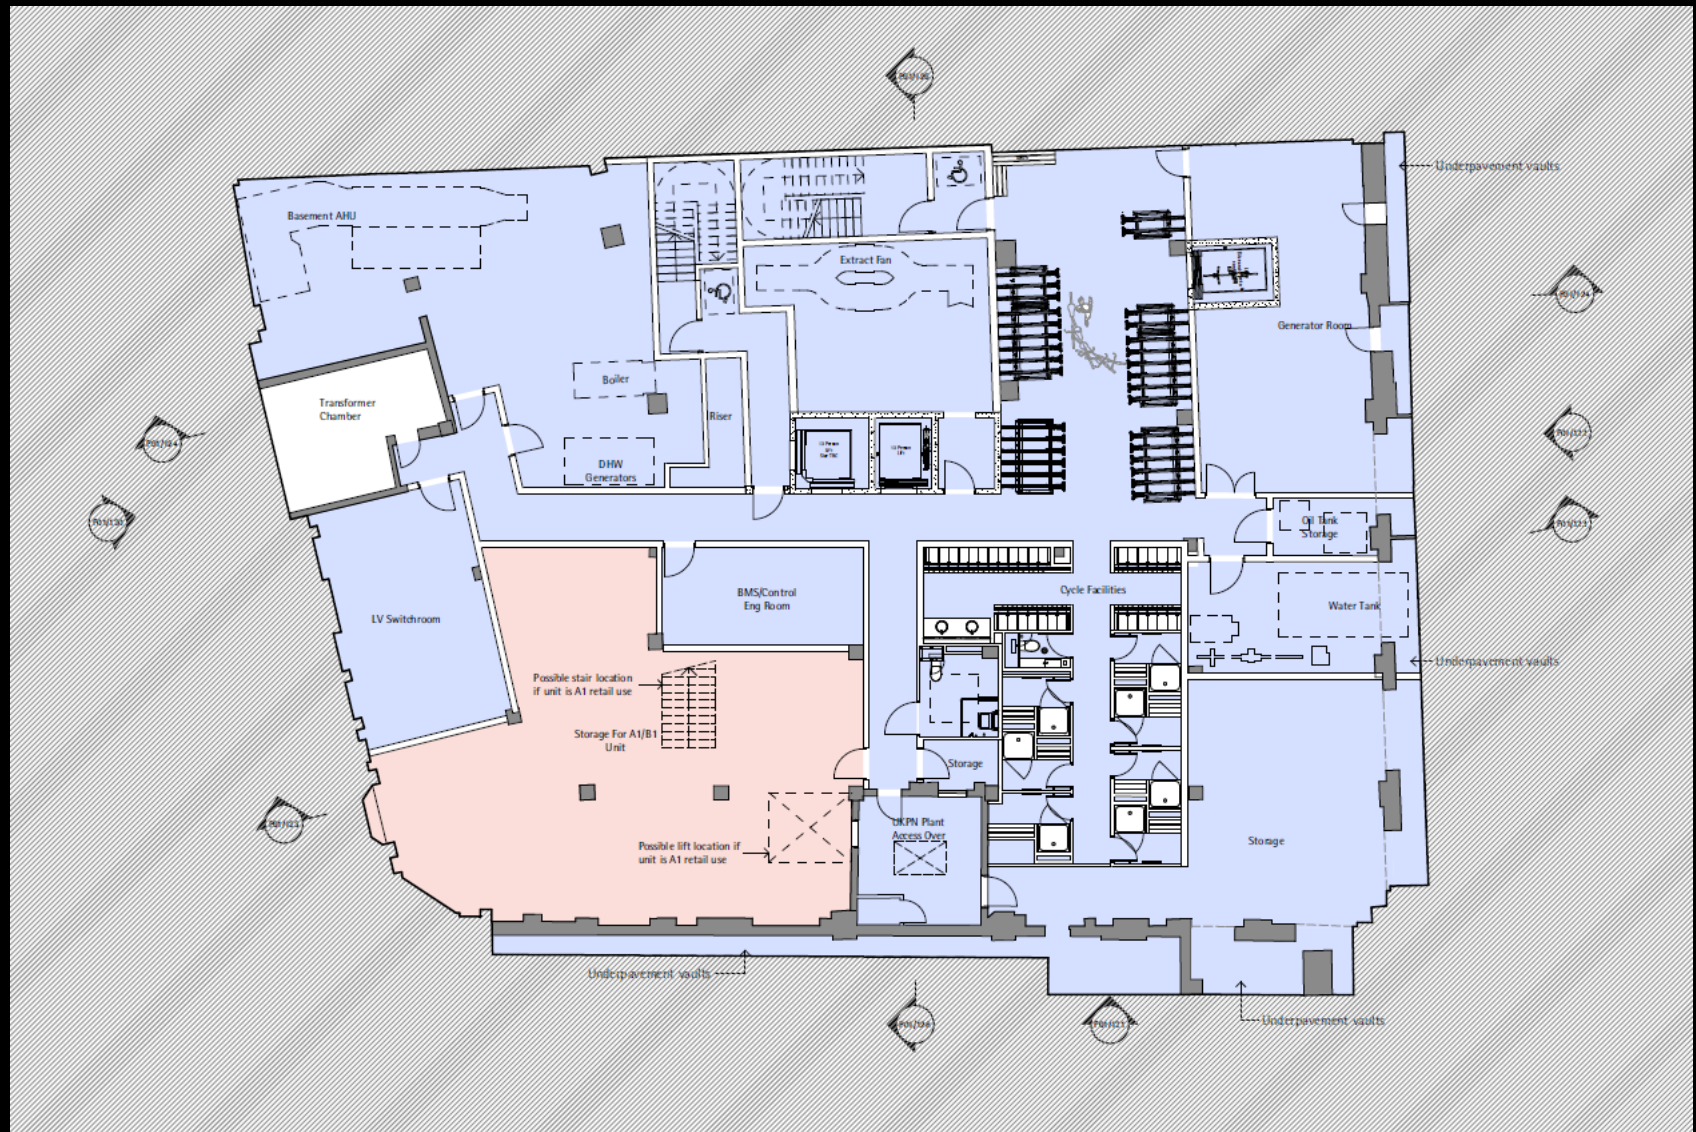 Underpavement vaults
Basement AHU
Extract Fan
Generator Room
Boiler
Transformer
Chamber
Riser
DHW
Generators
Oil Tank
Storage
BMS/Control
Eng Room
Cycle Facilities
Water Tank
LV Switchroom
Underpavement vaults
Possible stair location
if unit is A1 retail use
Storage For A1/B1
Unit
Storage
UKPN Plant
Access Over
Possible lift location if
unit is A1 retail use
Storage
Underpavement vaults
Underpavement vaults